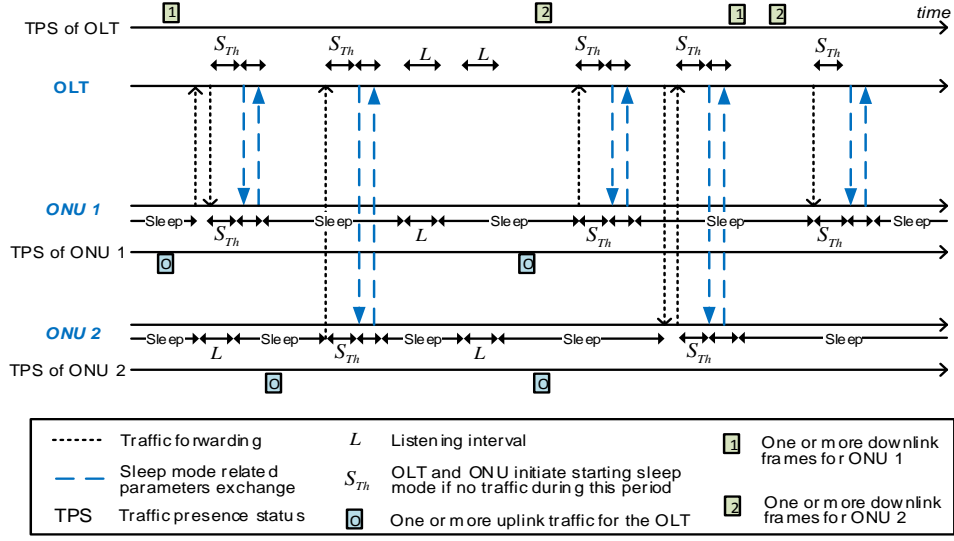 1
2
1
2
time
TPS of OLT
S_Th
S_Th
L
L
S_Th
S_Th
S_Th
OLT
ONU 1
Sleep
Sleep
Sleep
Sleep
Sleep
S_Th
L
S_Th
S_Th
TPS of ONU 1
O
O
ONU 2
Sleep
Sleep
Sleep
Sleep
Sleep
L
S_Th
L
S_Th
TPS of ONU 2
O
O
Traffic forwarding
Sleep mode related
parameters exchange
TPS Traffic presence status
L Listening interval
S_Th OLT and ONU initiate starting sleep
mode if no traffic during this period
O One or more uplink traffic for the OLT
1 One or more downlink
frames for ONU 1
2 One or more downlink
frames for ONU 2